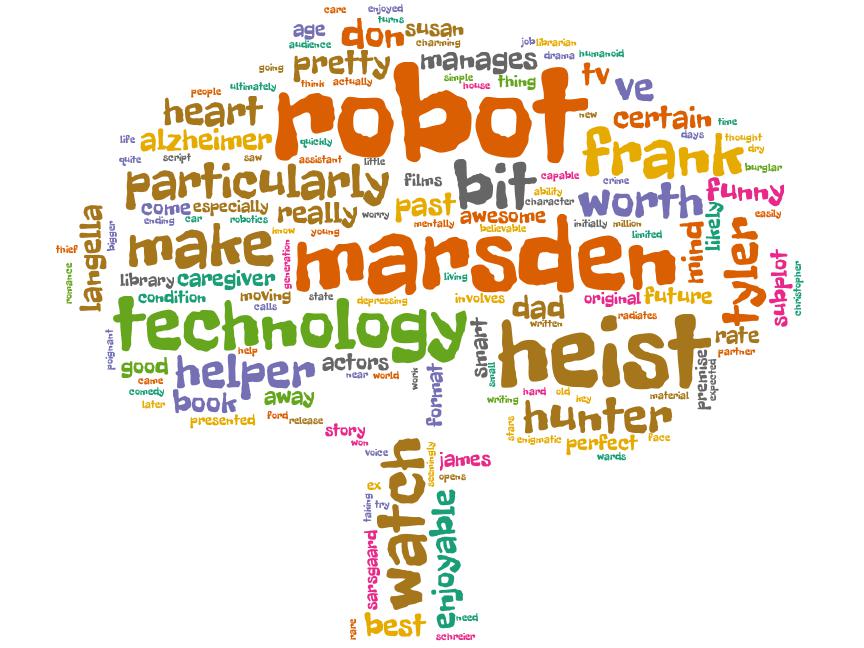 care enjoyed
turns
age don susan
audience charming
job librarian
pretty manages drama humanoid
going
simple thing tv ve
people ultimately think actually house
heart robot new certain time
life alzheimer quickly days thought
frank dry
quite script saw assistant little burglar
particularly films bit capable crime funny
ability
come especially really past character worth easily
worry
ending car robotics mentally awesome initially million likely
langella bigger know young believable limited mind
thief make generation marsden tyler
romance library caregiver living subplot christopher
condition moving state depressing involves original future
calls dad
technology written radiates
smart heist rate
poignant help partner
good actors small premise expected
came helper near world work format
comedy book away writing hard old key material
later
presented ford release stars hunter
story enigmatic perfect face
won
voice watch seemingly james wards
opens
ex
taking try enjoyable
sarsgaard
rare best need
schreier